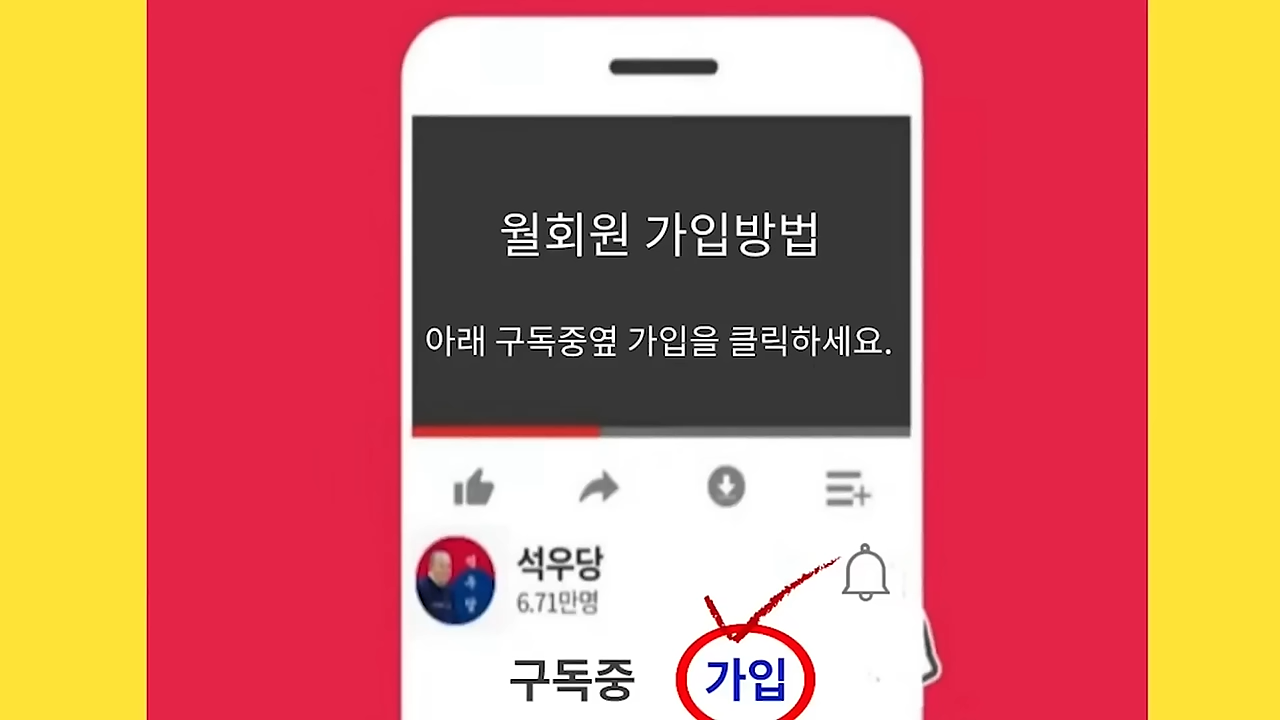 월회원 가입방법
아래 구독중옆 가입을 클릭하세요.
석우당
6.71만명
구독중 가입